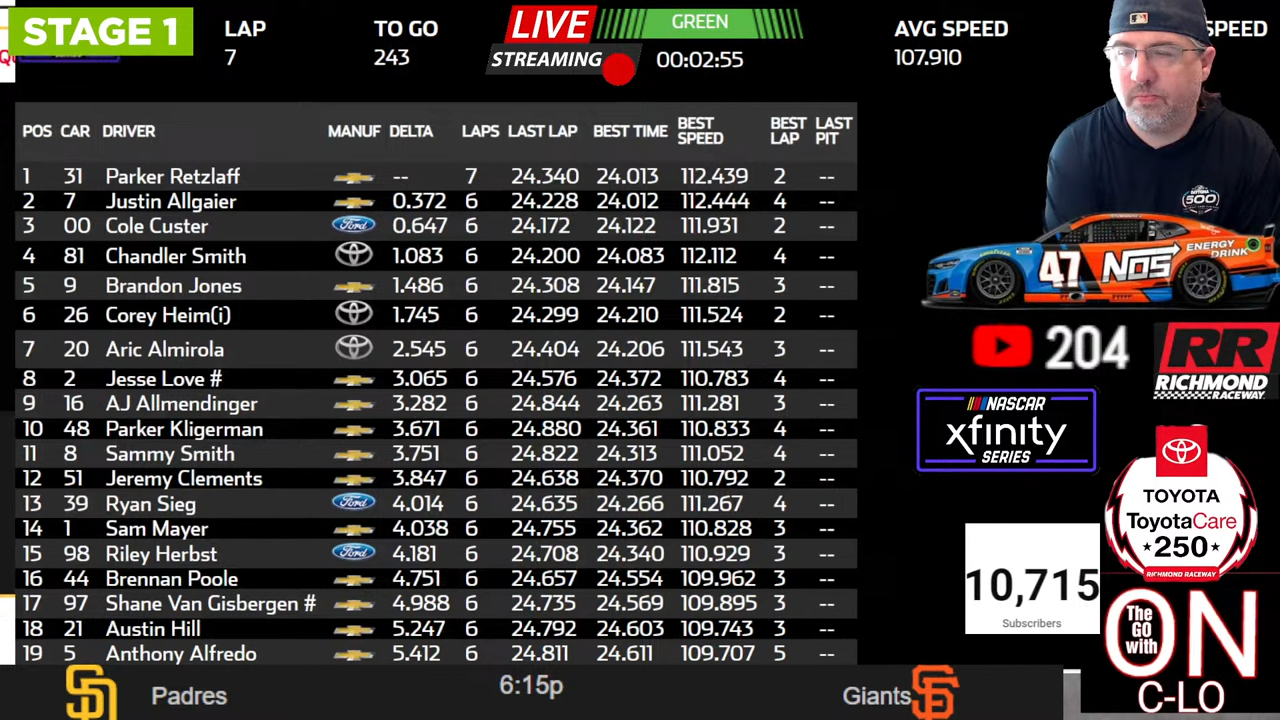 STAGE 1
LAP
7
TO GO
243
LIVE
STREAMING
GREEN
00:02:55
AVG SPEED
107.910
SPEED
POS CAR DRIVER MANUF DELTA LAPS LAST LAP BEST TIME BEST SPEED BEST LAP LAST PIT
1 31 Parker Retzlaff -- 7 24.340 24.013 112.439 2 --
2 7 Justin Allgaier 0.372 6 24.228 24.012 112.444 4 --
3 00 Cole Custer Ford 0.647 6 24.172 24.122 111.931 2 --
4 81 Chandler Smith 1.083 6 24.200 24.083 112.112 4 --
5 9 Brandon Jones 1.486 6 24.308 24.147 111.815 3 --
6 26 Corey Heim(i) 1.745 6 24.299 24.210 111.524 2 --
7 20 Aric Almirola 2.545 6 24.404 24.206 111.543 3 --
8 2 Jesse Love # 3.065 6 24.576 24.372 110.783 4 --
9 16 AJ Allmendinger 3.282 6 24.844 24.263 111.281 3 --
10 48 Parker Kligerman 3.671 6 24.880 24.361 110.833 4 --
11 8 Sammy Smith 3.751 6 24.822 24.313 111.052 4 --
12 51 Jeremy Clements 3.847 6 24.638 24.370 110.792 2 --
13 39 Ryan Sieg Ford 4.014 6 24.635 24.266 111.267 4 --
14 1 Sam Mayer 4.038 6 24.755 24.362 110.828 3 --
15 98 Riley Herbst Ford 4.181 6 24.708 24.340 110.929 3 --
16 44 Brennan Poole 4.751 6 24.657 24.554 109.962 3 --
17 97 Shane Van Gisbergen # 4.988 6 24.735 24.569 109.895 3 --
18 21 Austin Hill 5.247 6 24.792 24.603 109.743 3 --
19 5 Anthony Alfredo 5.412 6 24.811 24.611 109.707 5 --
500
47
NOS
ENERGY
DRINK
204
RR
RICHMOND
RACEWAY
NASCAR
xfinity
SERIES
TOYOTA
ToyotaCare
250
RICHMOND RACEWAY
10,715
Subscribers
The
GO
with
ON
C-LO
SD
Padres
6:15p
Giants
SF